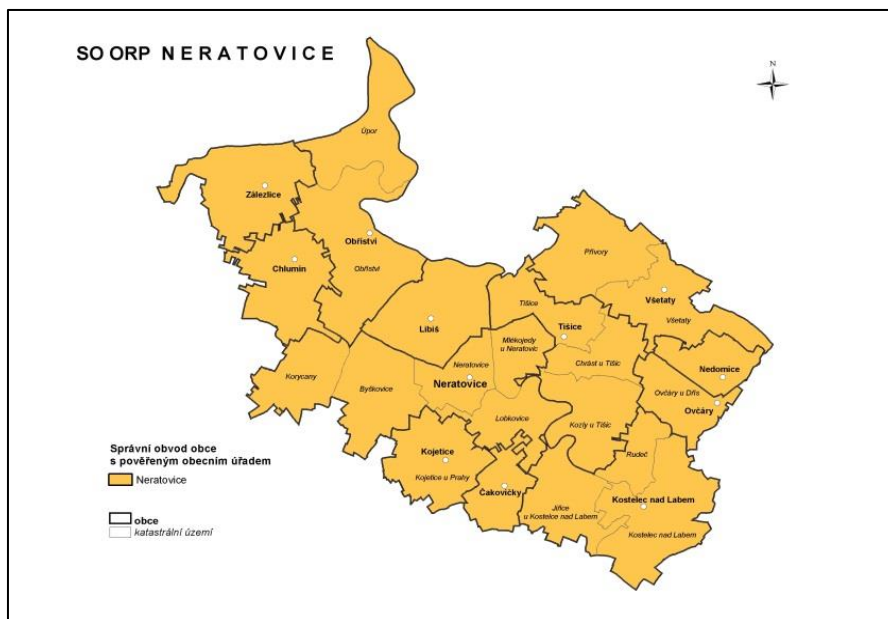 SO ORP N E R A T O V I C E
N
Úpor
Zálezlice
Obříství
Obříství
Chlumín
Přívory
Všetaty
Všetaty
Tišice
Tišice
Libiš
Mlékojedy
u Neratovic
Chrást u Tišic
Nedomice
Neratovice
Neratovice
Korycany
Byškovice
Ovčáry u Dřís
Ovčáry
Lobkovice
Kozly u Tišic
Rudeč
Kojetice
Kojetice u Prahy
Čakovičky
Jiřice
u Kostelce nad Labem
Kostelec nad Labem
Kostelec nad Labem
Správní obvod obce
s pověřeným obecním úřadem
Neratovice
obce
katastrální území